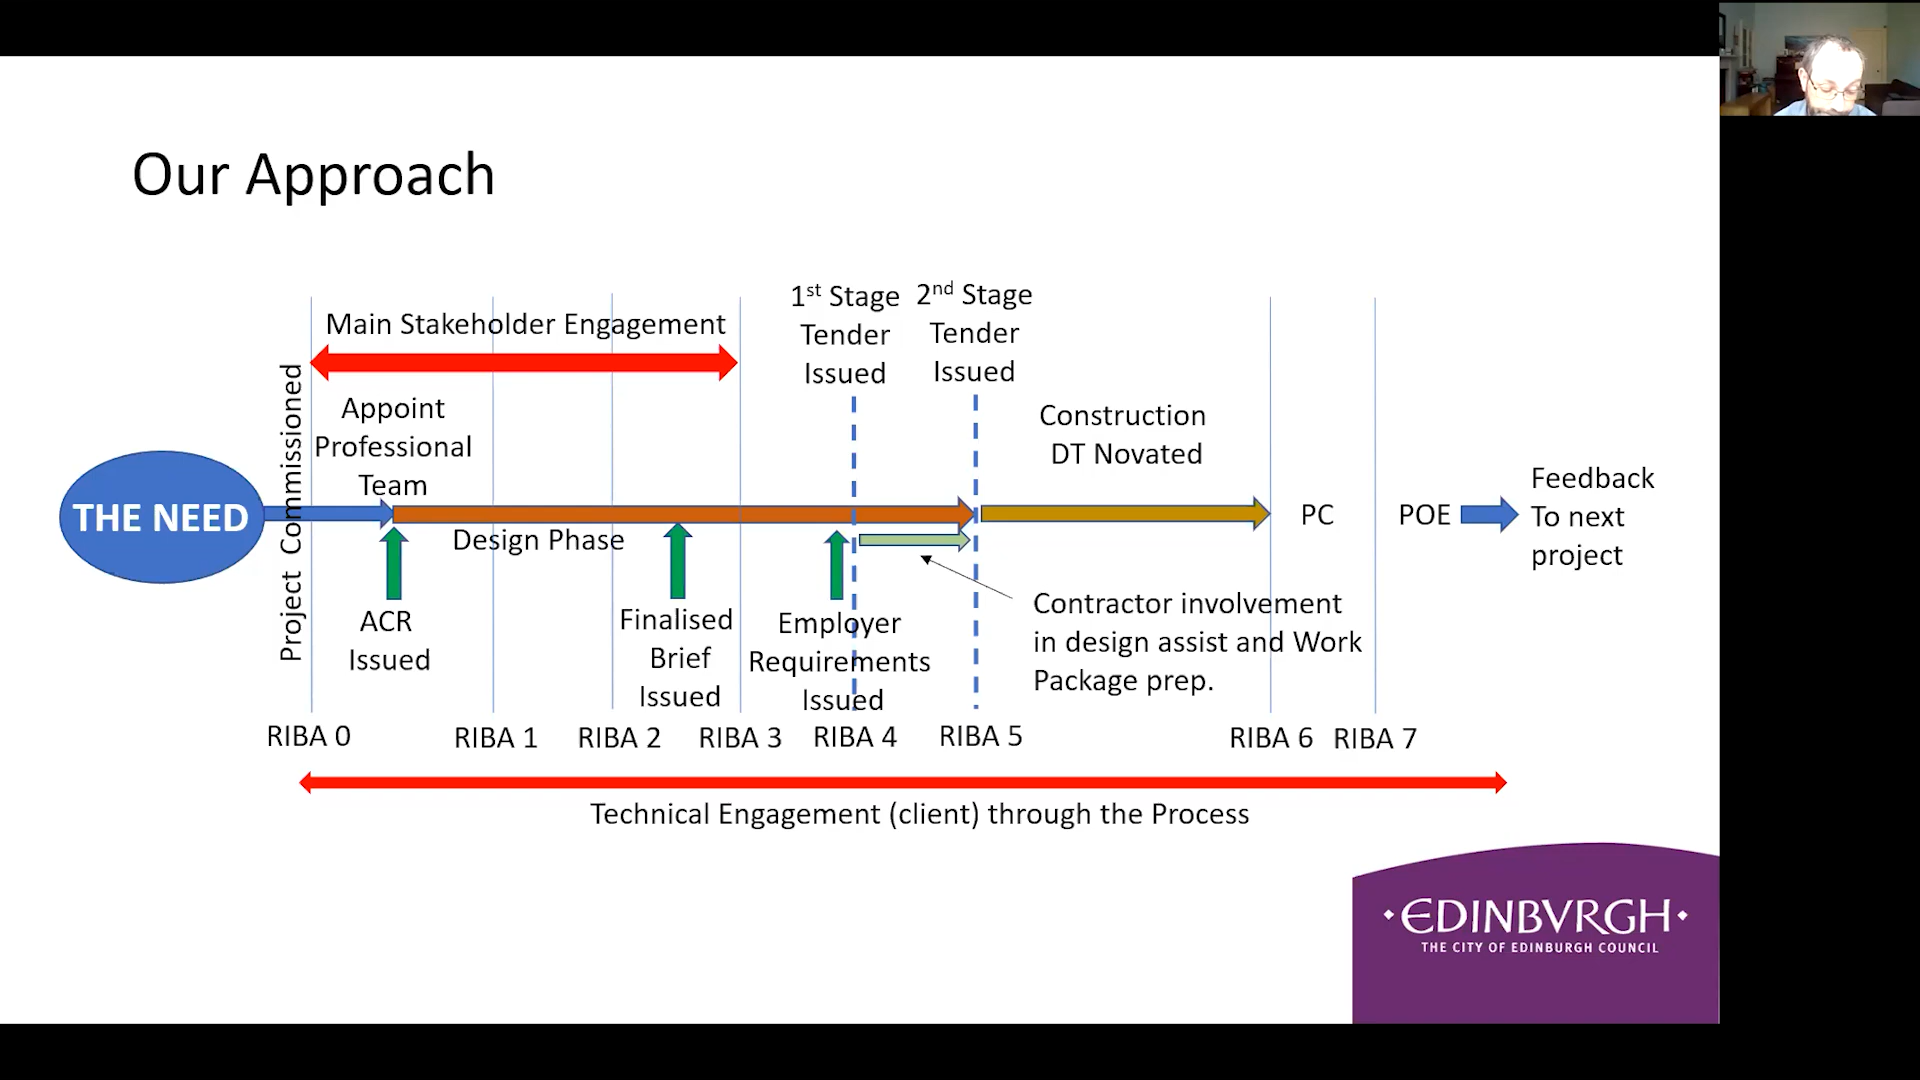 Our Approach
Main Stakeholder Engagement
1st Stage
Tender
Issued
2nd Stage
Tender
Issued
Project Commissioned
Appoint
Professional
Team
Construction
DT Novated
THE NEED
Design Phase
PC
POE
Feedback
To next
project
ACR
Issued
Finalised
Brief
Issued
Employer
Requirements
Issued
Contractor involvement
in design assist and Work
Package prep.
RIBA 0
RIBA 1
RIBA 2
RIBA 3
RIBA 4
RIBA 5
RIBA 6
RIBA 7
Technical Engagement (client) through the Process
·EDINBVRGH·
THE CITY OF EDINBURGH COUNCIL